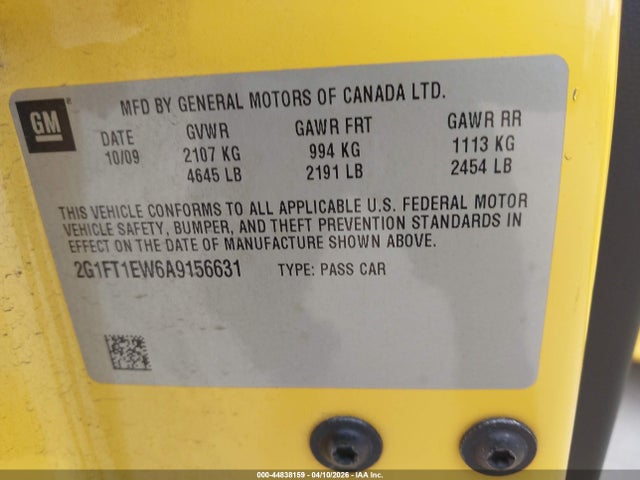 GM
MFD BY GENERAL MOTORS OF CANADA LTD.
DATE GVWR GAWR FRT GAWR RR
10/09 2107 KG 994 KG 1113 KG
4645 LB 2191 LB 2454 LB
THIS VEHICLE CONFORMS TO ALL APPLICABLE U.S. FEDERAL MOTOR
VEHICLE SAFETY, BUMPER, AND THEFT PREVENTION STANDARDS IN
EFFECT ON THE DATE OF MANUFACTURE SHOWN ABOVE.
2G1FT1EW6A9156631 TYPE: PASS CAR
000-44838159 - 04/10/2026 - IAA Inc.